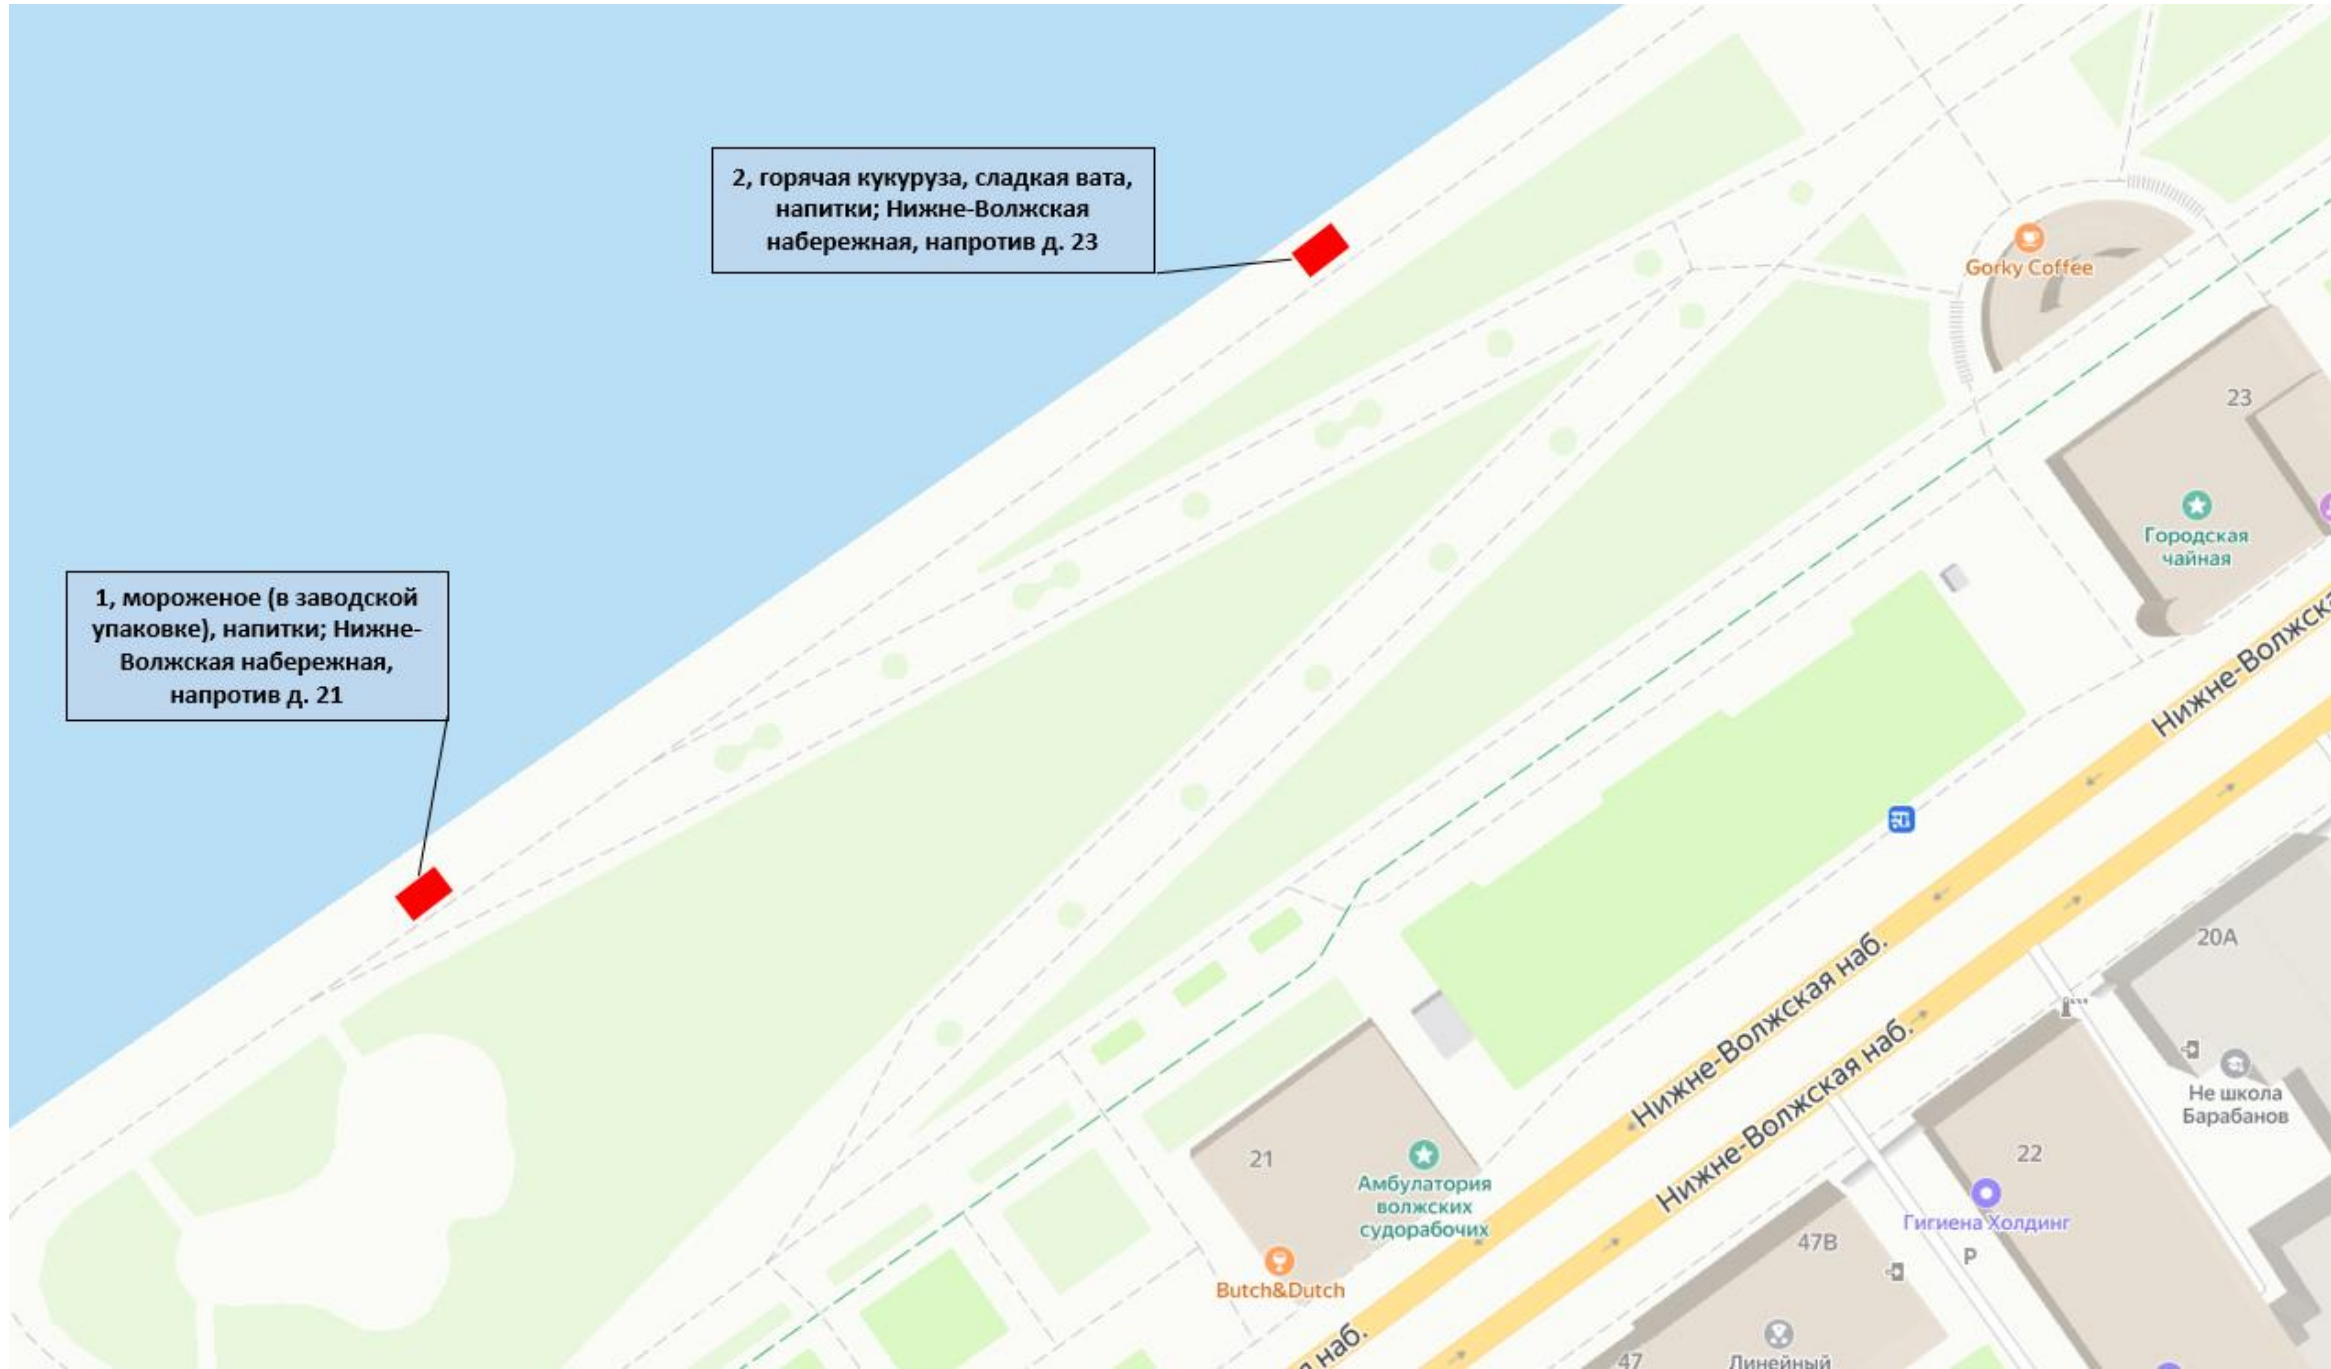 2, горячая кукуруза, сладкая вата,
напитки; Нижне-Волжская
набережная, напротив д. 23
Gorky Coffee
23
Городская
чайная
1, мороженое (в заводской
упаковке), напитки; Нижне-
Волжская набережная,
напротив д. 21
Нижне-Волжска
20А
Нижне-Волжская наб.
Нижне-Волжская наб.
Не школа
Барабанов
21
22
Амбулатория
волжских
судорабочих
Гигиена Холдинг
47В
P
Butch&Dutch
я наб.
47
Линейный